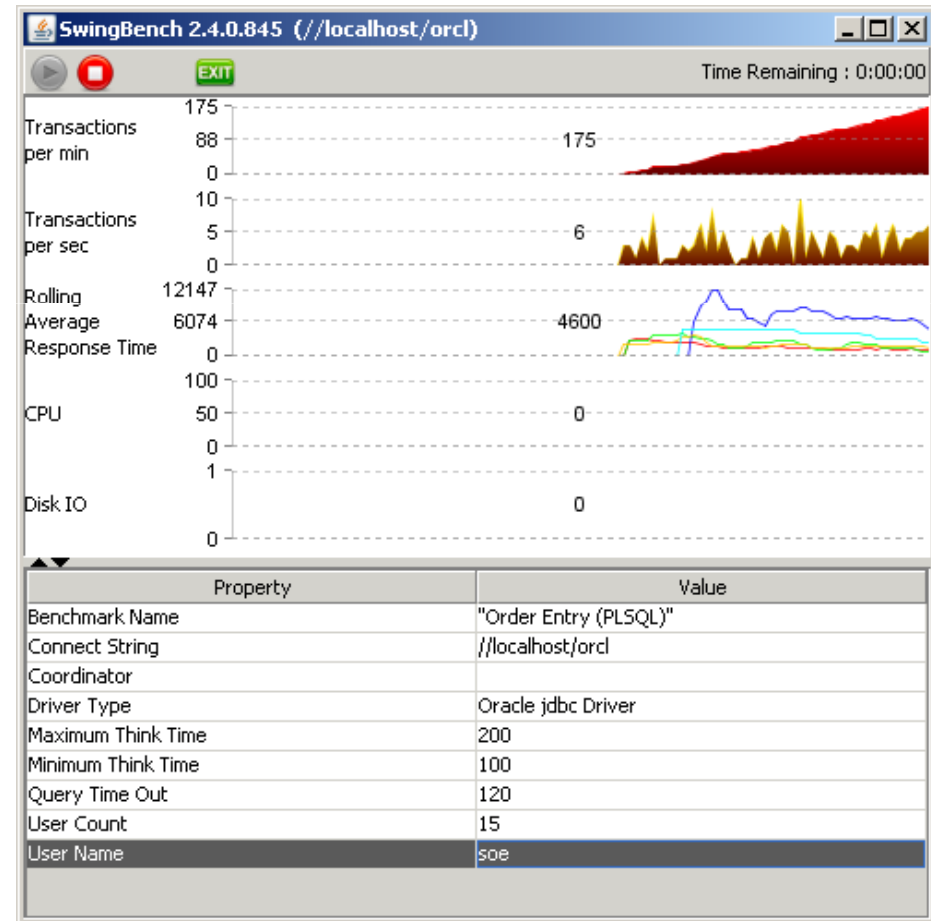 SwingBench 2.4.0.845 (//localhost/orcl)
EXIT
Time Remaining : 0:00:00
Transactions per min
175
88
0
175
Transactions per sec
10
5
0
6
Rolling Average Response Time
12147
6074
0
4600
CPU
100
50
0
0
Disk IO
1
0
0
Property Value
Benchmark Name "Order Entry (PLSQL)"
Connect String //localhost/orcl
Coordinator
Driver Type Oracle jdbc Driver
Maximum Think Time 200
Minimum Think Time 100
Query Time Out 120
User Count 15
User Name soe